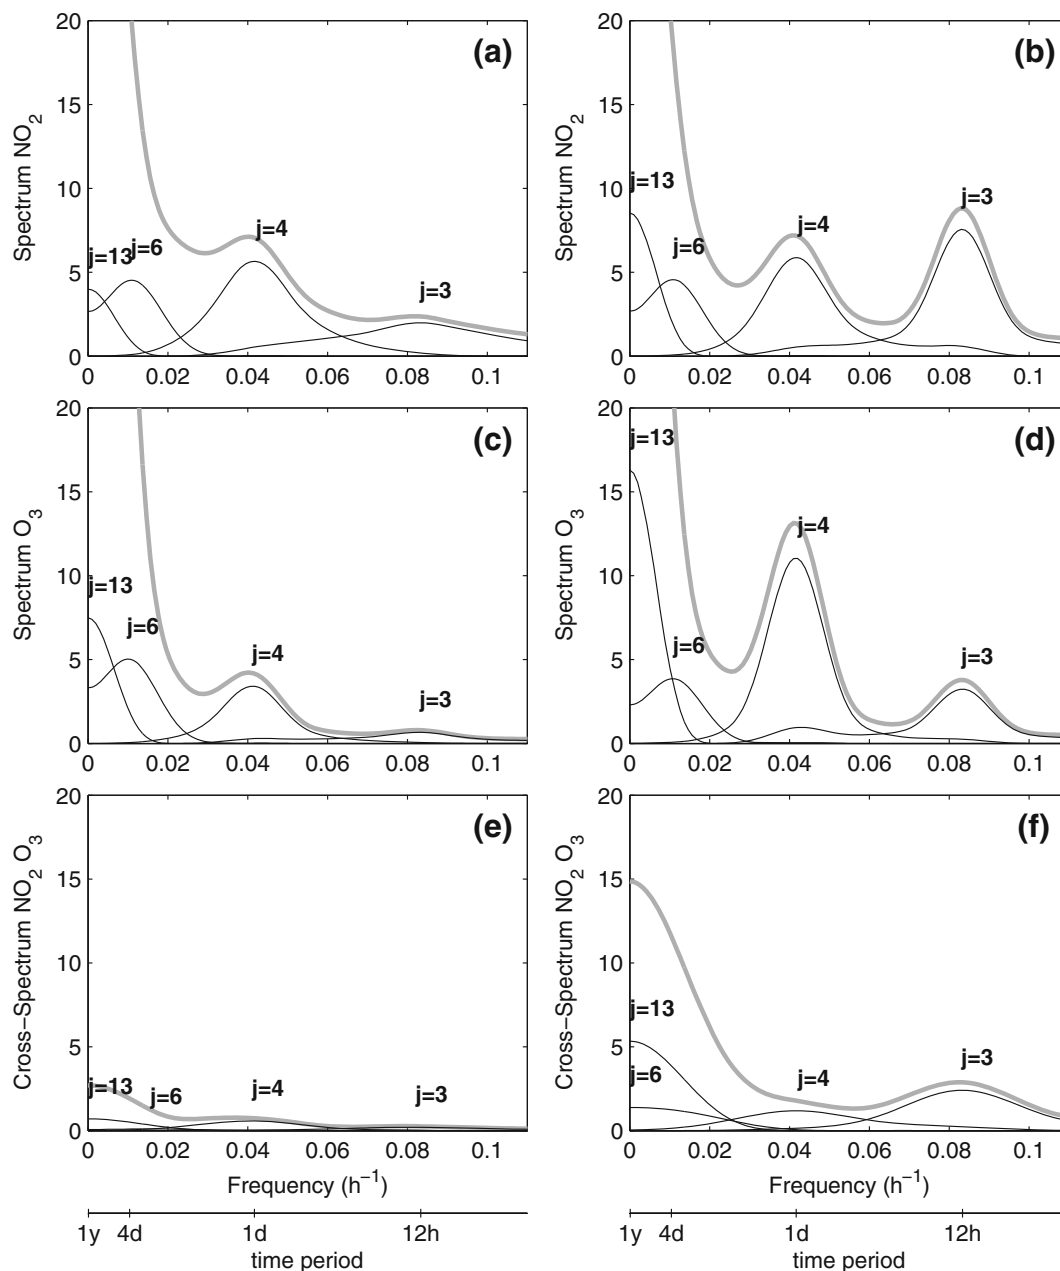 (a)
Spectrum NO2
20
15
10
5
0
j=13
j=6
j=4
j=3
0 0.02 0.04 0.06 0.08 0.1
(b)
Spectrum NO2
20
15
10
5
0
j=13
j=6
j=4
j=3
0 0.02 0.04 0.06 0.08 0.1
(c)
Spectrum O3
20
15
10
5
0
j=13
j=6
j=4
j=3
0 0.02 0.04 0.06 0.08 0.1
(d)
Spectrum O3
20
15
10
5
0
j=13
j=6
j=4
j=3
0 0.02 0.04 0.06 0.08 0.1
(e)
Cross−Spectrum NO2 O3
20
15
10
5
0
j=13
j=6
j=4
j=3
0 0.02 0.04 0.06 0.08 0.1
Frequency (h−1)
1y 4d 1d 12h
time period
(f)
Cross−Spectrum NO2 O3
20
15
10
5
0
j=13
j=6
j=4
j=3
0 0.02 0.04 0.06 0.08 0.1
Frequency (h−1)
1y 4d 1d 12h
time period